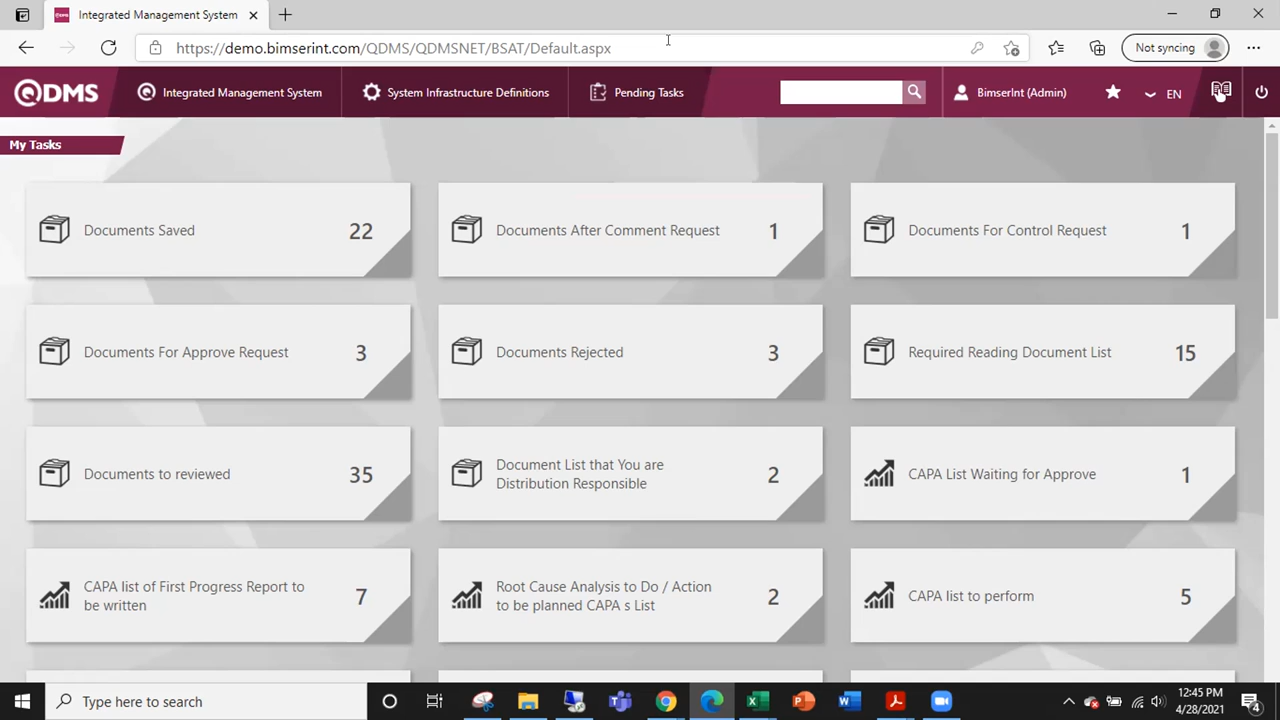 Integrated Management System
https://demo.bimserint.com/QDMS/QDMSNET/BSAT/Default.aspx
Not syncing
QDMS
Integrated Management System
System Infrastructure Definitions
Pending Tasks
BimserInt (Admin)
EN
My Tasks
Documents Saved
22
Documents After Comment Request
1
Documents For Control Request
1
Documents For Approve Request
3
Documents Rejected
3
Required Reading Document List
15
Documents to reviewed
35
Document List that You are
Distribution Responsible
2
CAPA List Waiting for Approve
1
CAPA list of First Progress Report to
be written
7
Root Cause Analysis to Do / Action
to be planned CAPA s List
2
CAPA list to perform
5
Type here to search
12:45 PM
4/28/2021
4